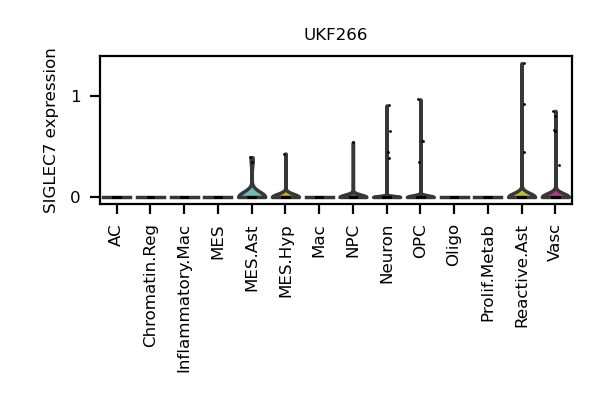 UKF266
SIGLEC7 expression
1
0
AC
Chromatin.Reg
Inflammatory.Mac
MES
MES.Ast
MES.Hyp
Mac
NPC
Neuron
OPC
Oligo
Prolif.Metab
Reactive.Ast
Vasc